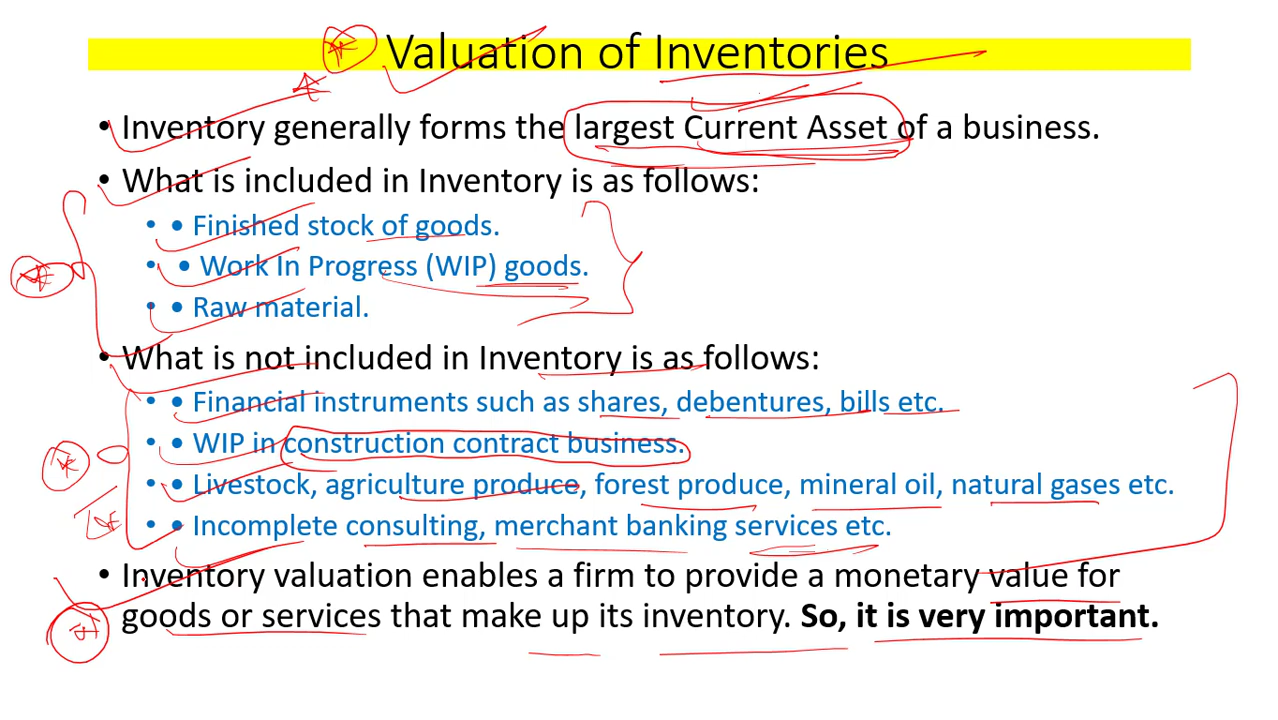 Valuation of Inventories
• Inventory generally forms the largest Current Asset of a business.
• What is included in Inventory is as follows:
• • Finished stock of goods.
• • Work In Progress (WIP) goods.
• • Raw material.
• What is not included in Inventory is as follows:
• • Financial instruments such as shares, debentures, bills etc.
• • WIP in construction contract business.
• • Livestock, agriculture produce, forest produce, mineral oil, natural gases etc.
• • Incomplete consulting, merchant banking services etc.
• Inventory valuation enables a firm to provide a monetary value for
goods or services that make up its inventory. So, it is very important.